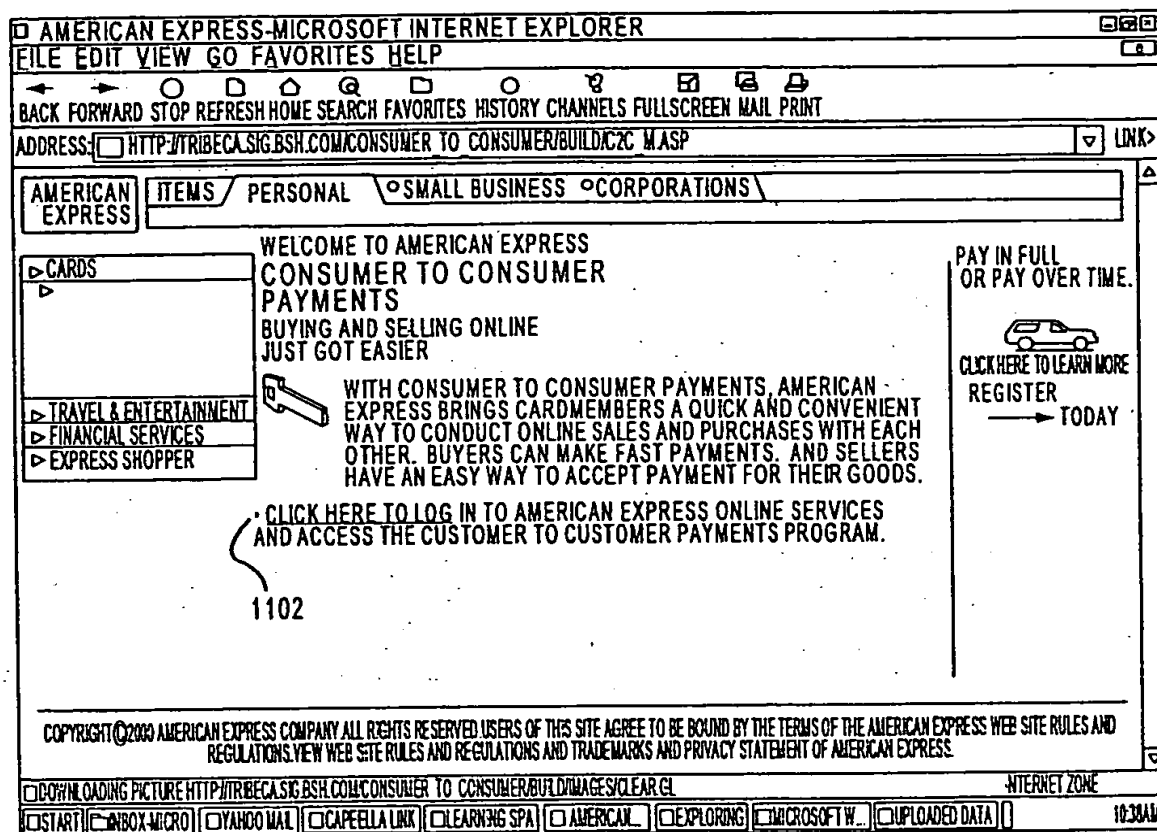 AMERICAN EXPRESS-MICROSOFT INTERNET EXPLORER
FILE EDIT VIEW GO FAVORITES HELP
BACK FORWARD STOP REFRESH HOME SEARCH FAVORITES HISTORY CHANNELS FULLSCREEN MAIL PRINT
ADDRESS: HTTP://TRIBECA.SIG.BSH.COM/CONSUMER TO CONSUMER/BUILD/C2C M.ASP LINK>
AMERICAN EXPRESS
ITEMS PERSONAL SMALL BUSINESS CORPORATIONS
CARDS
TRAVEL & ENTERTAINMENT
FINANCIAL SERVICES
EXPRESS SHOPPER
WELCOME TO AMERICAN EXPRESS
CONSUMER TO CONSUMER
PAYMENTS
BUYING AND SELLING ONLINE
JUST GOT EASIER
WITH CONSUMER TO CONSUMER PAYMENTS, AMERICAN
EXPRESS BRINGS CARDMEMBERS A QUICK AND CONVENIENT
WAY TO CONDUCT ONLINE SALES AND PURCHASES WITH EACH
OTHER. BUYERS CAN MAKE FAST PAYMENTS. AND SELLERS
HAVE AN EASY WAY TO ACCEPT PAYMENT FOR THEIR GOODS.
· CLICK HERE TO LOG IN TO AMERICAN EXPRESS ONLINE SERVICES
AND ACCESS THE CUSTOMER TO CUSTOMER PAYMENTS PROGRAM.
1102
PAY IN FULL
OR PAY OVER TIME.
CLICK HERE TO LEARN MORE
REGISTER
TODAY
COPYRIGHT©2000 AMERICAN EXPRESS COMPANY ALL RIGHTS RESERVED.USERS OF THIS SITE AGREE TO BE BOUND BY THE TERMS OF THE AMERICAN EXPRESS WEB SITE RULES AND
REGULATIONS.VIEW WEB SITE RULES AND REGULATIONS AND TRADEMARKS AND PRIVACY STATEMENT OF AMERICAN EXPRESS.
DOWNLOADING PICTURE HTTP://TRIBECA.SIG.BSH.COM/CONSUMER TO CONSUMER/BUILD/IMAGES/CLEAR.GL INTERNET ZONE
START INBOX-MICRO YAHOO MAIL CAPEELLA LINK LEARNING SPA AMERICAN... EXPLORING MICROSOFT W... UPLOADED DATA 10:38AM